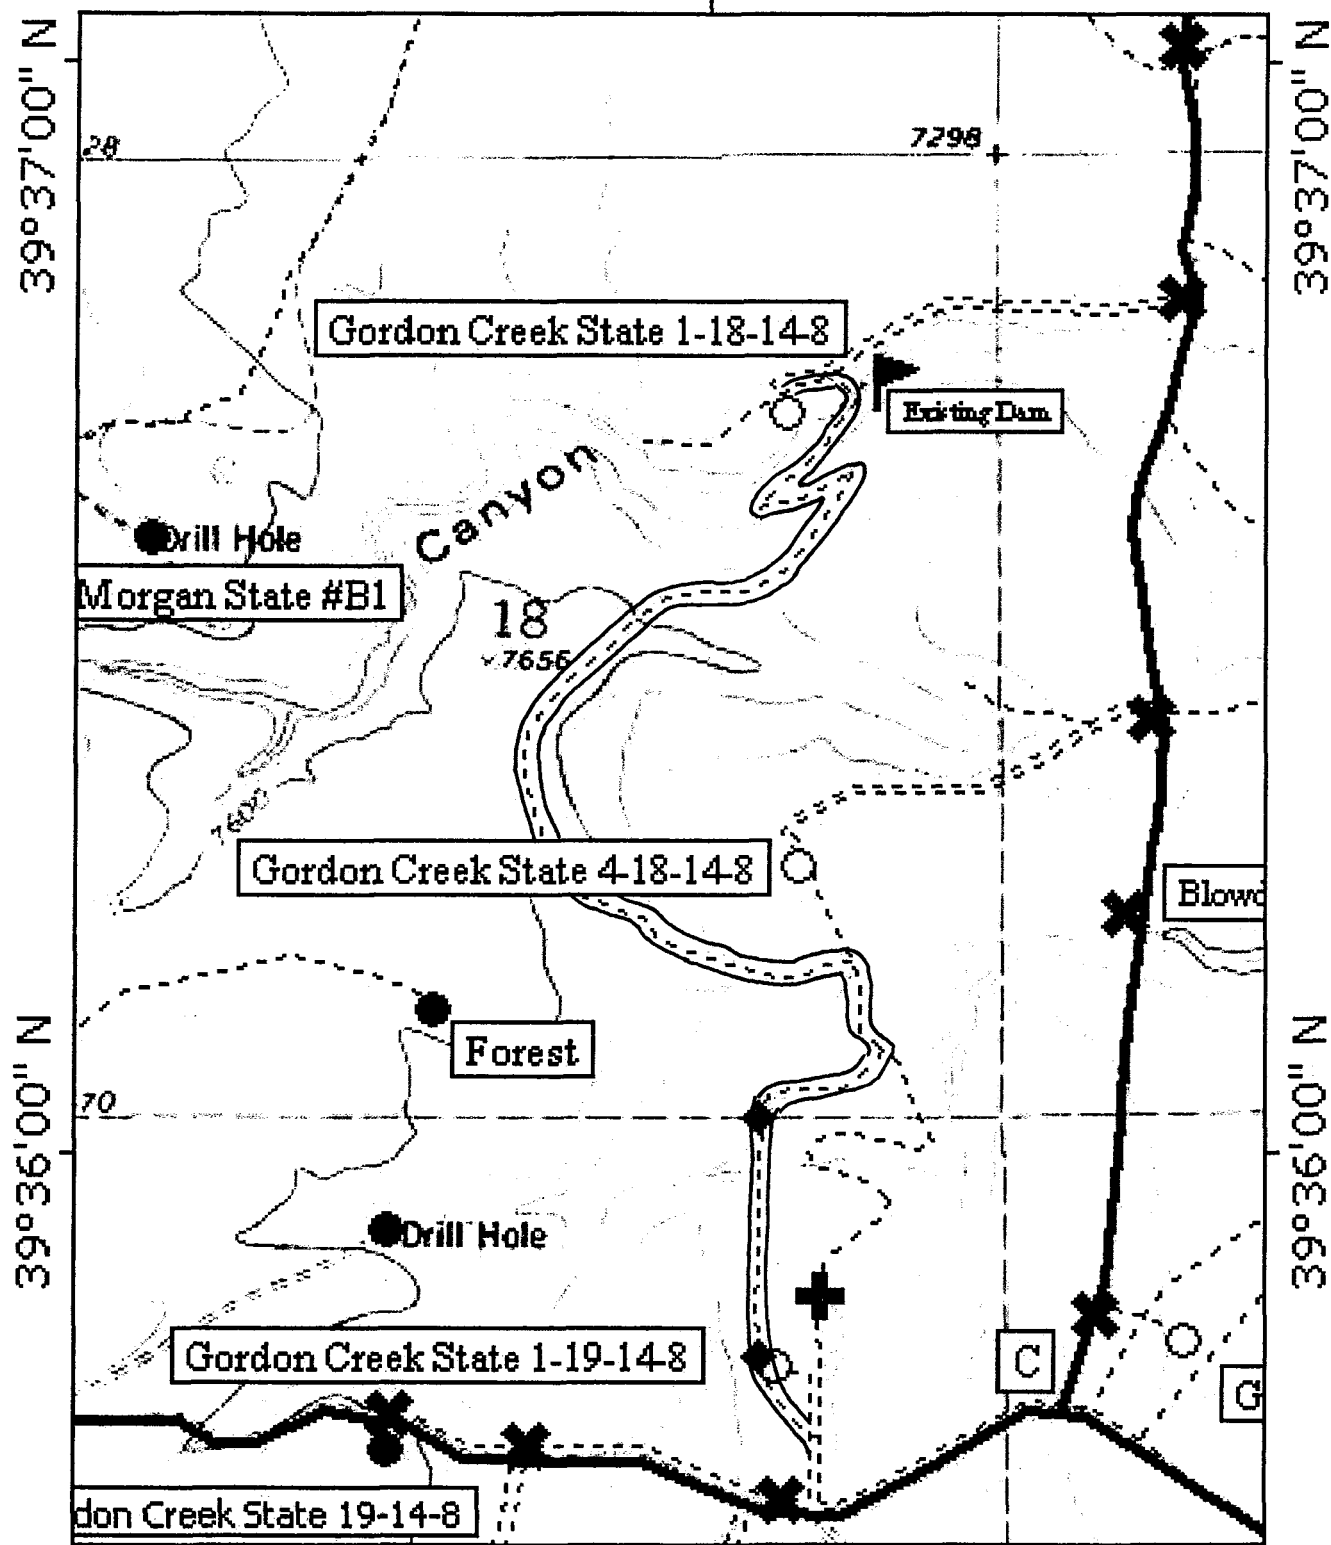 39°37'00" N
39°37'00" N
28
7298
Gordon Creek State 1-18-14-8
Existing Dam
Canyon
Drill Hole
Morgan State #B1
18
7656
7600
Gordon Creek State 4-18-14-8
Blowd
Forest
39°36'00" N
39°36'00" N
70
Drill Hole
Gordon Creek State 1-19-14-8
C
G
don Creek State 19-14-8